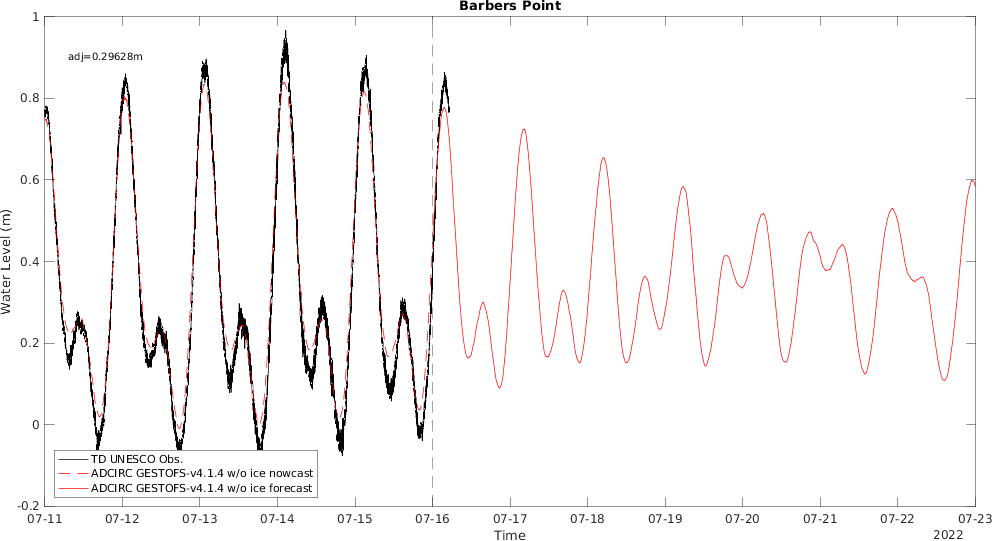 Barbers Point
adj=0.29628m
Water Level (m)
1
0.8
0.6
0.4
0.2
0
-0.2
TD UNESCO Obs.
ADCIRC GESTOFS-v4.1.4 w/o ice nowcast
ADCIRC GESTOFS-v4.1.4 w/o ice forecast
07-11 07-12 07-13 07-14 07-15 07-16 07-17 07-18 07-19 07-20 07-21 07-22 07-23
Time
2022